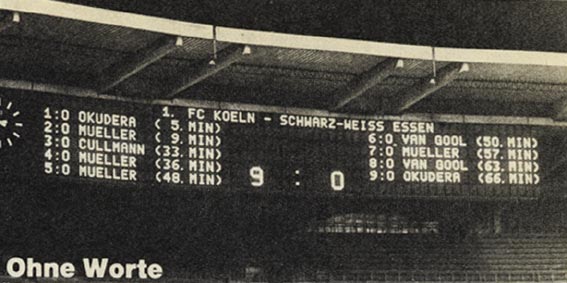 1. FC KOELN - SCHWARZ-WEISS ESSEN
1:0 OKUDERA ( 5. MIN)
2:0 MUELLER ( 9. MIN)
3:0 CULLMANN (33. MIN)
4:0 MUELLER (36. MIN)
5:0 MUELLER (48. MIN)
9 : 0
6:0 VAN GOOL (50. MIN)
7:0 MUELLER (57. MIN)
8:0 VAN GOOL MIN)
9:0 OKUDERA (66. MIN)
Ohne Worte